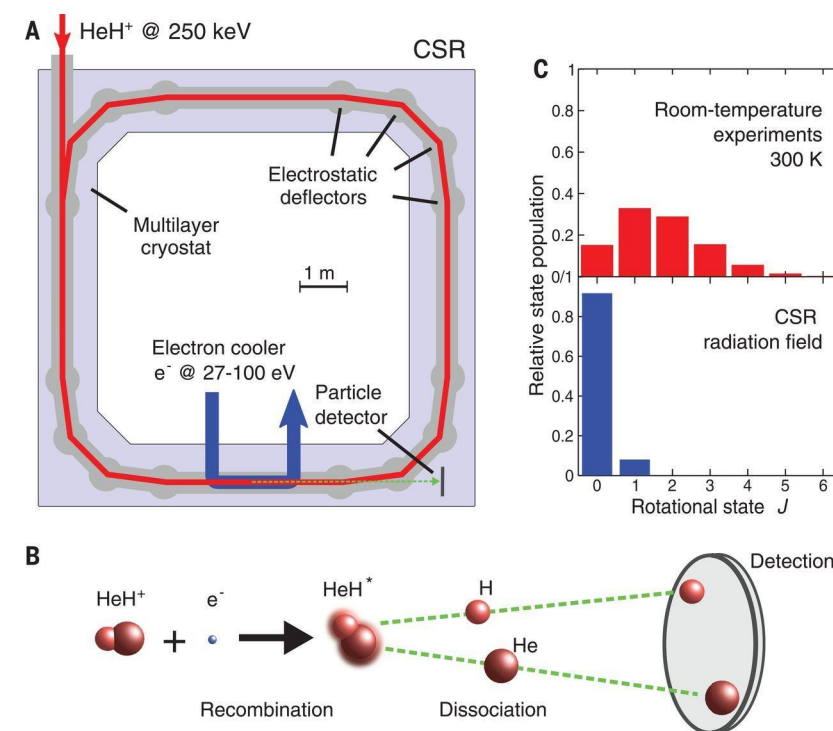 A
HeH⁺ @ 250 keV
CSR
Electrostatic
deflectors
Multilayer
cryostat
1 m
Electron cooler
e⁻ @ 27-100 eV
Particle
detector
C
Relative state population
1
0.8
0.6
0.4
0.2
0/1
0.8
0.6
0.4
0.2
0
Room-temperature
experiments
300 K
CSR
radiation field
0 1 2 3 4 5 6
Rotational state J
B
HeH⁺
+
e⁻
HeH*
H
He
Detection
Recombination
Dissociation